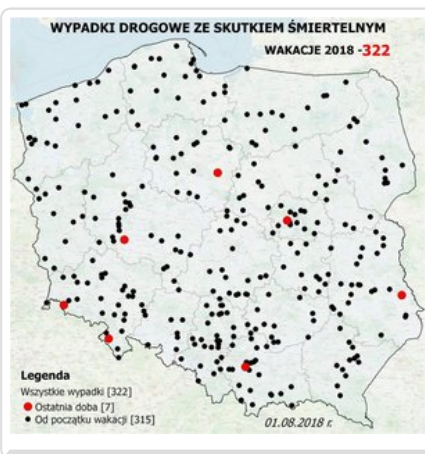 WYPADKI DROGOWE ZE SKUTKIEM ŚMIERTELNYM
WAKACJE 2018 -322
Legenda
Wszystkie wypadki [322]
Ostatnia doba [7]
Od początku wakacji [315]
01.08.2018 r.